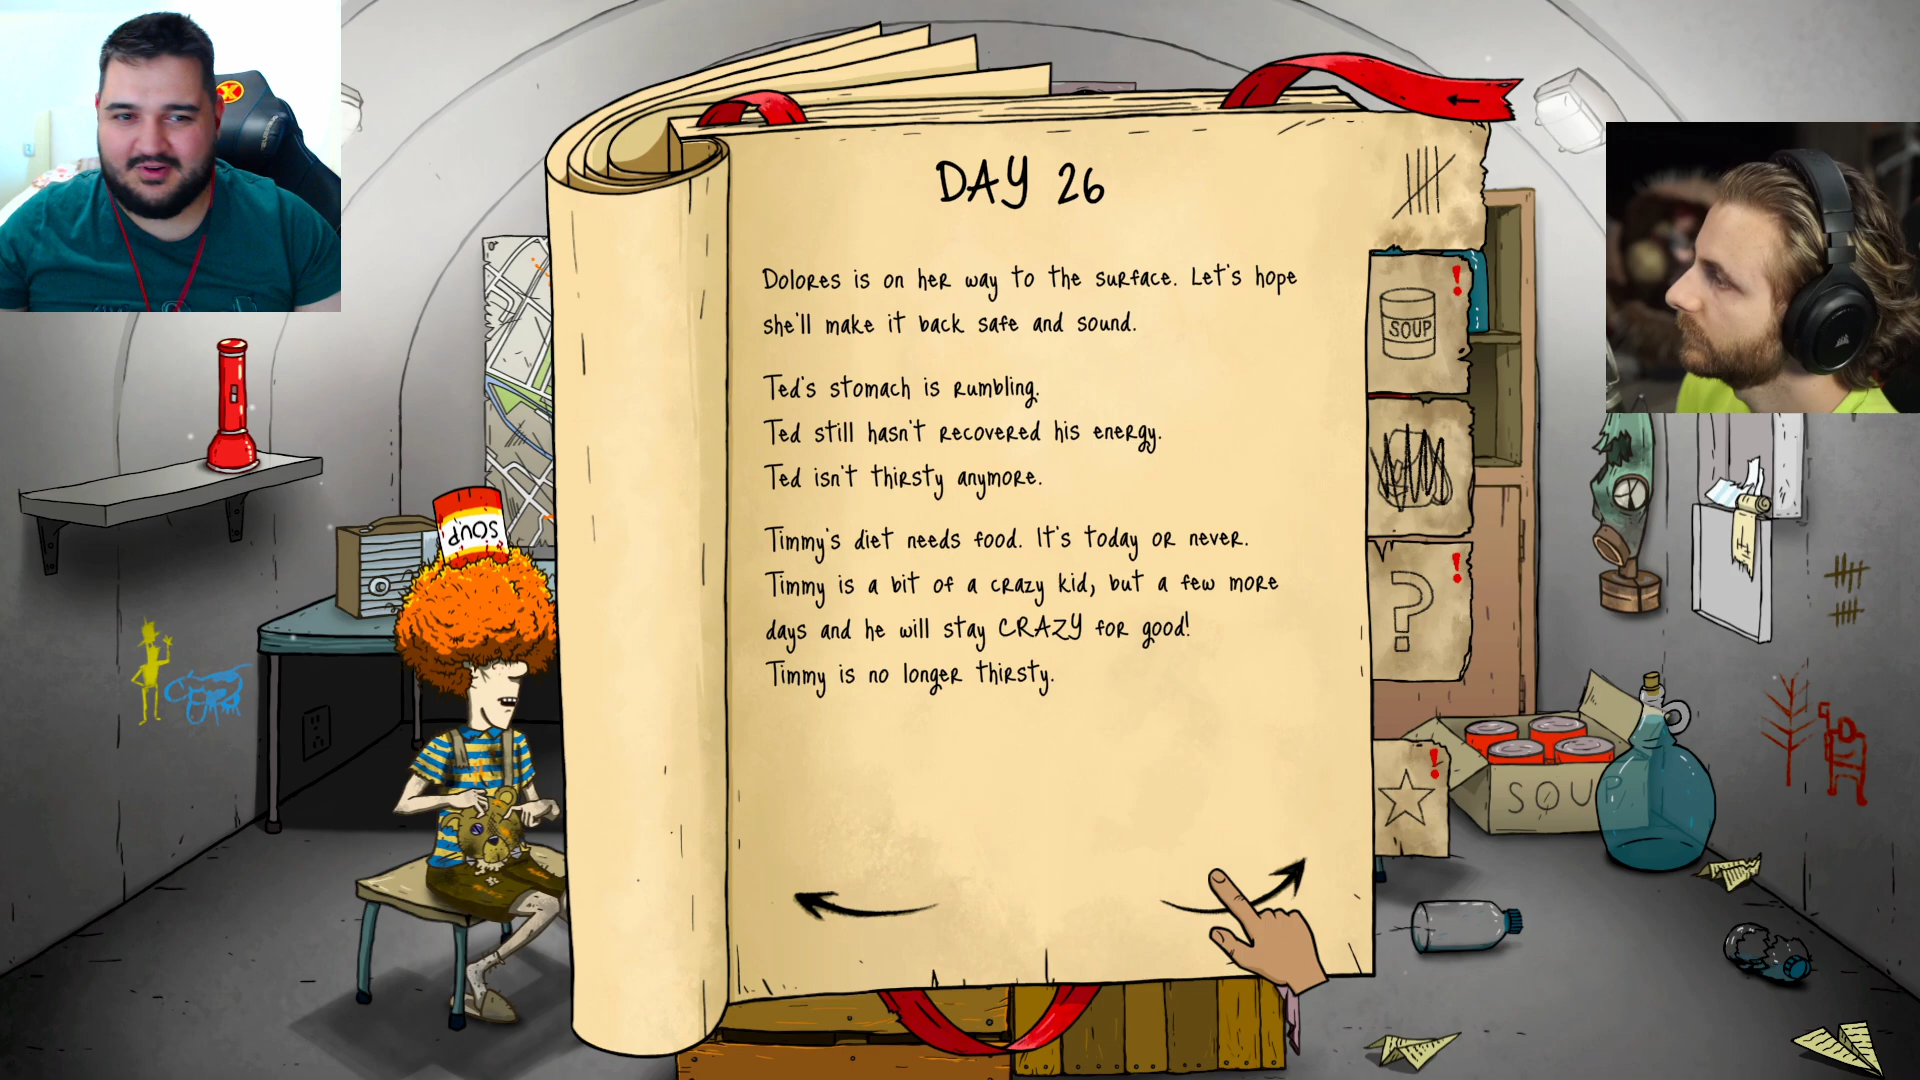 DAY 26
Dolores is on her way to the surface. Let's hope
she'll make it back safe and sound.
Ted's stomach is rumbling.
Ted still hasn't recovered his energy.
Ted isn't thirsty anymore.
Timmy's diet needs food. It's today or never.
Timmy is a bit of a crazy kid, but a few more
days and he will stay CRAZY for good!
Timmy is no longer thirsty.
!
SOUP
!
?
!
SOUP
SOUP